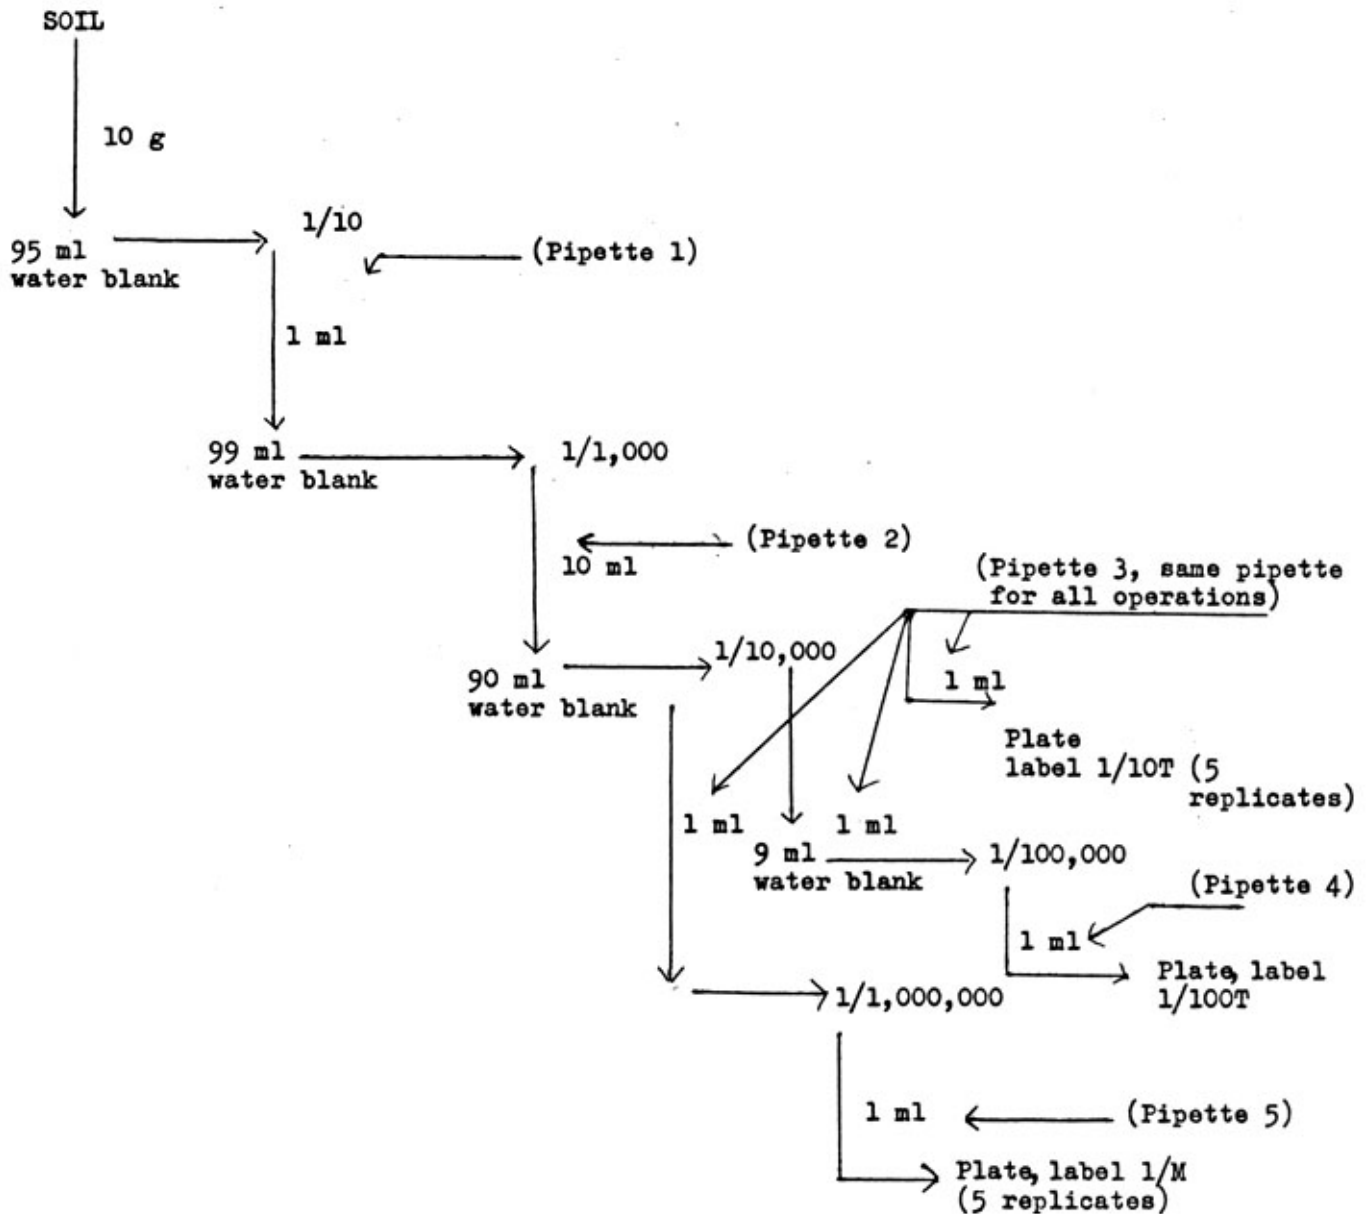 SOIL
10 g
1/10
95 ml
water blank
(Pipette 1)
1 ml
99 ml
water blank
1/1,000
(Pipette 2)
10 ml
(Pipette 3, same pipette
for all operations)
1/10,000
90 ml
water blank
1 ml
Plate
label 1/10T (5
replicates)
1 ml
1 ml
9 ml
water blank
1/100,000
(Pipette 4)
1 ml
Plate, label
1/100T
1/1,000,000
1 ml
(Pipette 5)
Plate, label 1/M
(5 replicates)